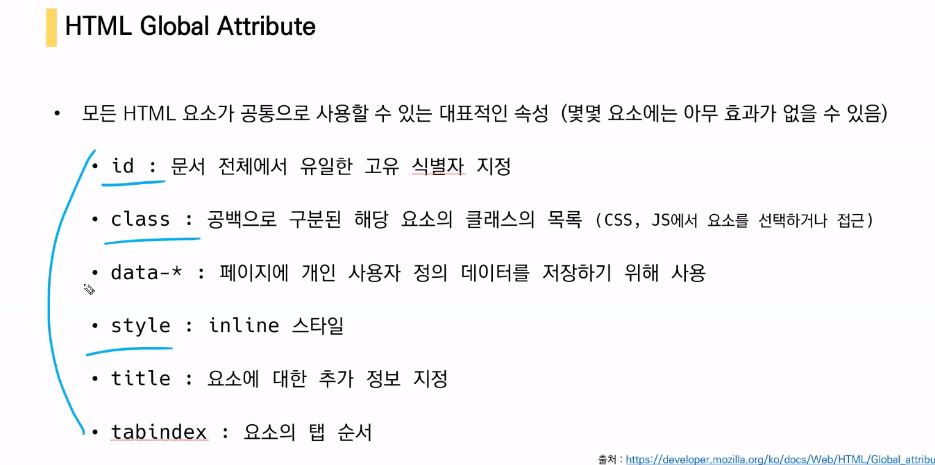 HTML Global Attribute
• 모든 HTML 요소가 공통으로 사용할 수 있는 대표적인 속성 (몇몇 요소에는 아무 효과가 없을 수 있음)
• id : 문서 전체에서 유일한 고유 식별자 지정
• class : 공백으로 구분된 해당 요소의 클래스의 목록 (CSS, JS에서 요소를 선택하거나 접근)
• data-* : 페이지에 개인 사용자 정의 데이터를 저장하기 위해 사용
• style : inline 스타일
• title : 요소에 대한 추가 정보 지정
• tabindex : 요소의 탭 순서
출처 : https://developer.mozilla.org/ko/docs/Web/HTML/Global_attribu